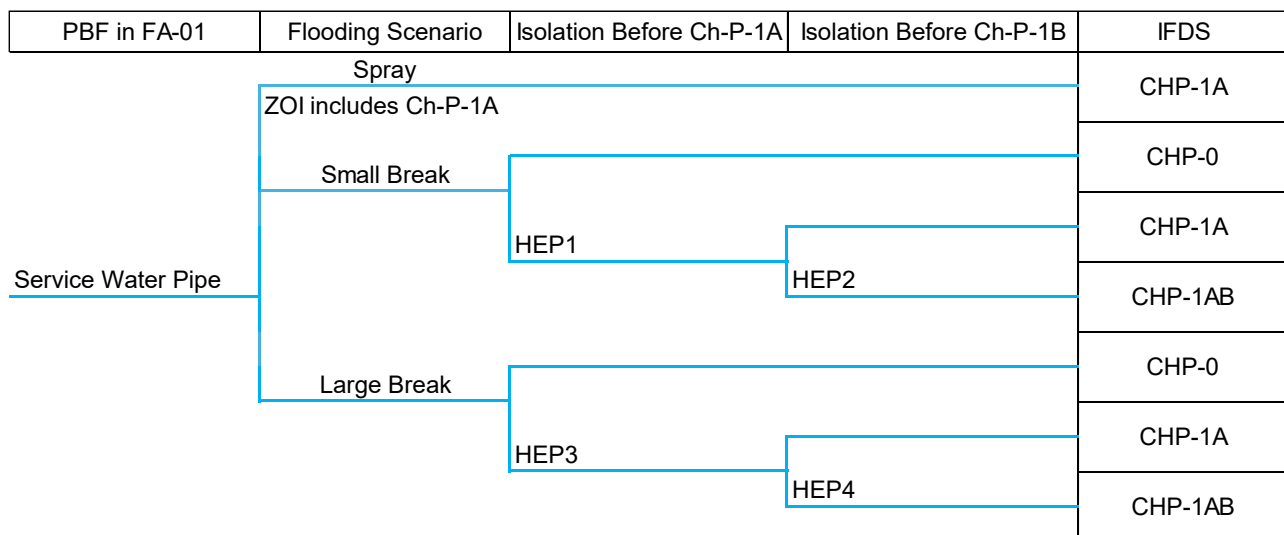 PBF in FA-01 Flooding Scenario Isolation Before Ch-P-1A Isolation Before Ch-P-1B IFDS
Spray
CHP-1A
ZOI includes Ch-P-1A
CHP-0
Small Break
CHP-1A
HEP1
Service Water Pipe HEP2
CHP-1AB
CHP-0
Large Break
CHP-1A
HEP3
HEP4
CHP-1AB